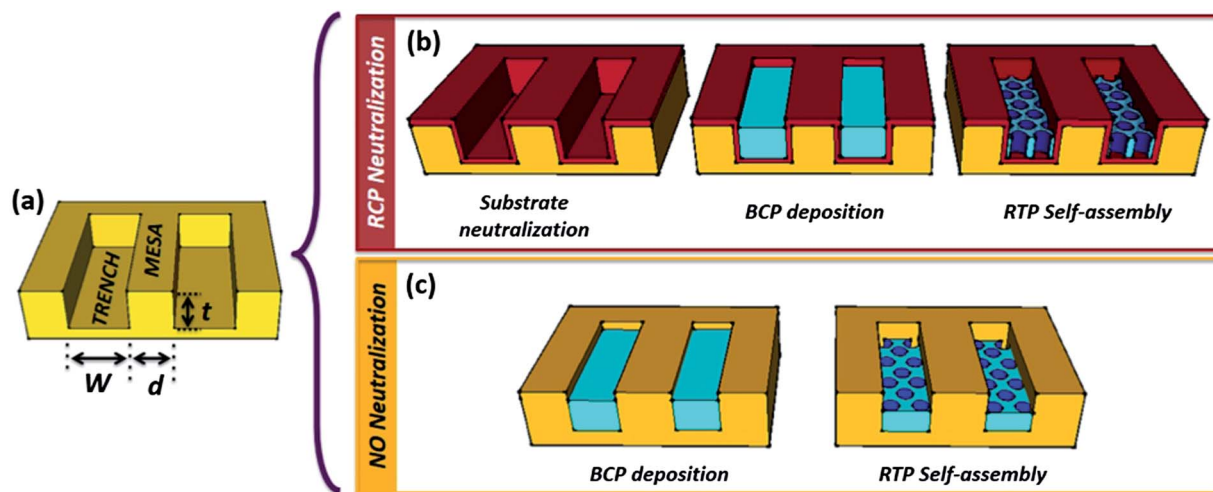 (a)
TRENCH
MESA
t
W
d
RCP Neutralization
(b)
Substrate
neutralization
BCP deposition
RTP Self-assembly
NO Neutralization
(c)
BCP deposition
RTP Self-assembly